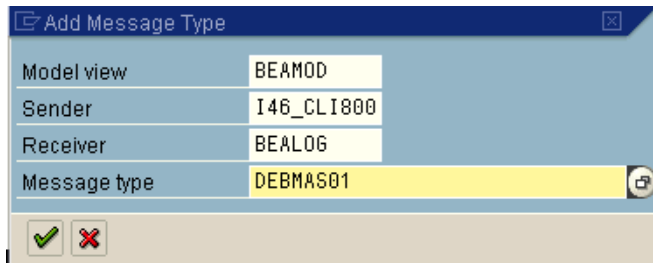 Add Message Type
Model view BEAMOD
Sender I46_CLI800
Receiver BEALOG
Message type DEBMAS01